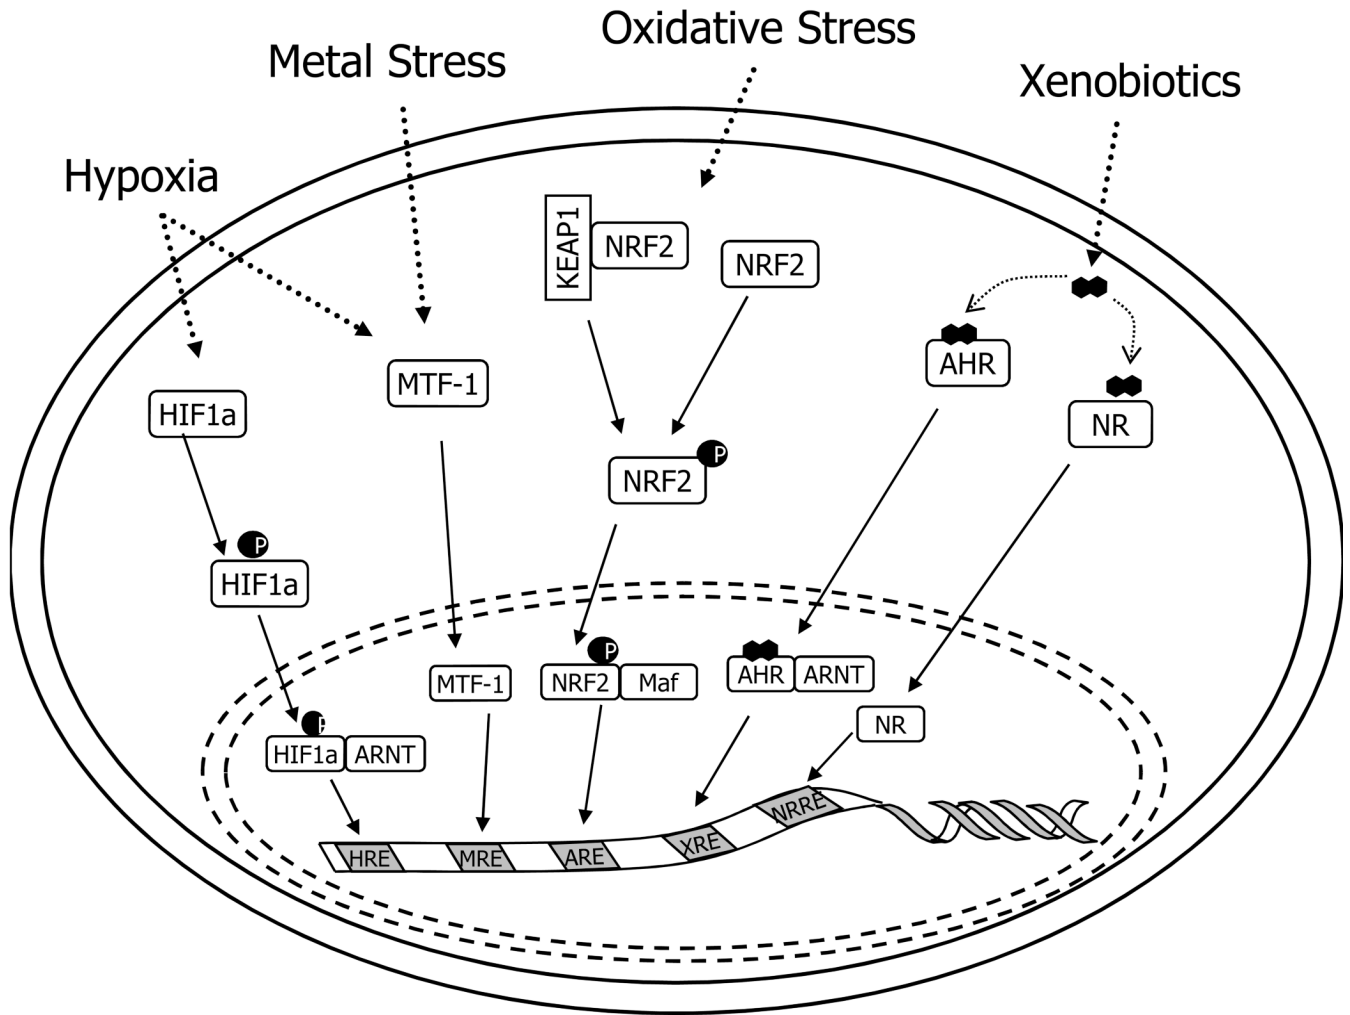 Oxidative Stress
Metal Stress
Xenobiotics
Hypoxia
KEAP1
NRF2
NRF2
AHR
MTF-1
HIF1a
NR
P
NRF2
P
HIF1a
P
NRF2
Maf
AHR
ARNT
MTF-1
NR
P
HIF1a
ARNT
NRRE
XRE
HRE
MRE
ARE